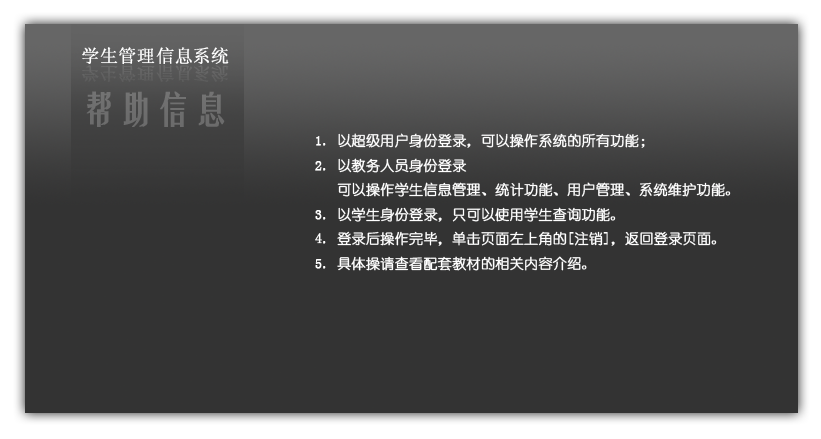 学生管理信息系统
帮助信息
1. 以超级用户身份登录，可以操作系统的所有功能；
2. 以教务人员身份登录
可以操作学生信息管理、统计功能、用户管理、系统维护功能。
3. 以学生身份登录，只可以使用学生查询功能。
4. 登录后操作完毕，单击页面左上角的[注销]，返回登录页面。
5. 具体操请查看配套教材的相关内容介绍。